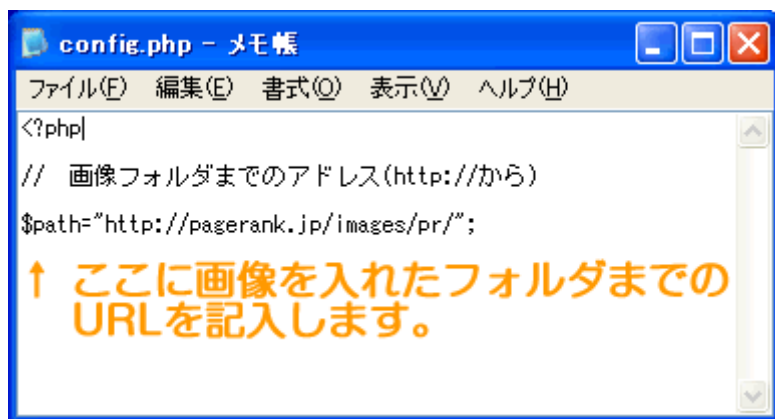 config.php - メモ帳
ファイル(F) 編集(E) 書式(O) 表示(V) ヘルプ(H)
<?php
// 画像フォルダまでのアドレス(http://から)
$path="http://pagerank.jp/images/pr/";
↑ ここに画像を入れたフォルダまでの
URLを記入します。